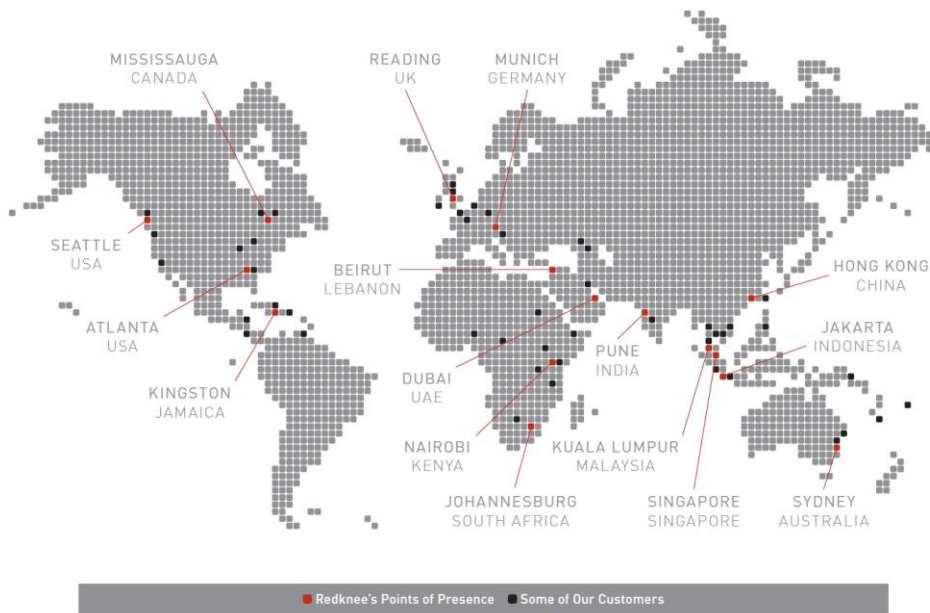 MISSISSAUGA
CANADA
READING
UK
MUNICH
GERMANY
SEATTLE
USA
BEIRUT
LEBANON
HONG KONG
CHINA
ATLANTA
USA
JAKARTA
INDONESIA
PUNE
INDIA
DUBAI
UAE
KINGSTON
JAMAICA
NAIROBI
KENYA
KUALA LUMPUR
MALAYSIA
JOHANNESBURG
SOUTH AFRICA
SINGAPORE
SINGAPORE
SYDNEY
AUSTRALIA
Redknee's Points of Presence
Some of Our Customers